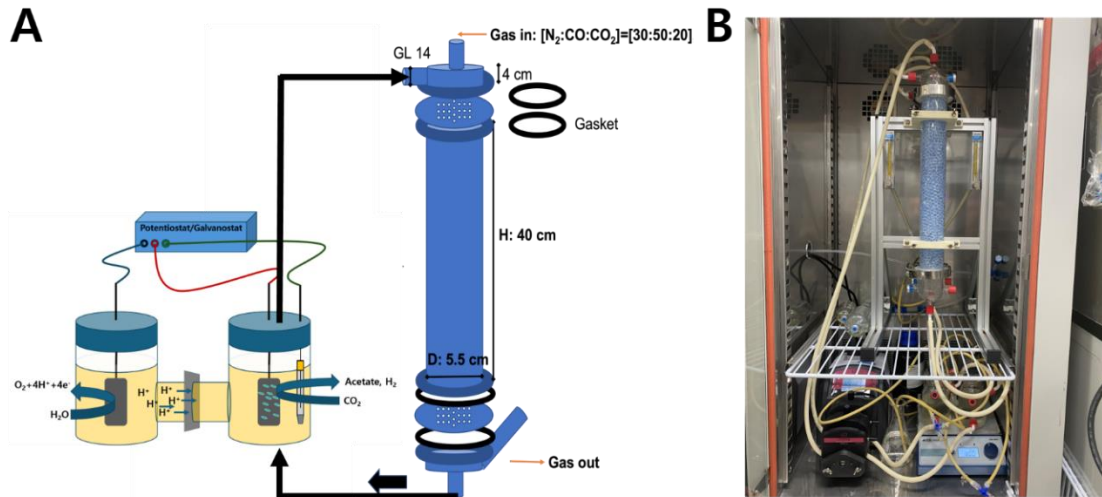 A
B
Gas in: [N₂:CO:CO₂]=[30:50:20]
GL 14
4 cm
Gasket
Potentiostat/Galvanostat
H: 40 cm
D: 5.5 cm
O₂+4H⁺+4e⁻
H₂O
H⁺
H⁺
H⁺
H⁺
H⁺
H⁺
Acetate, H₂
CO₂
Gas out